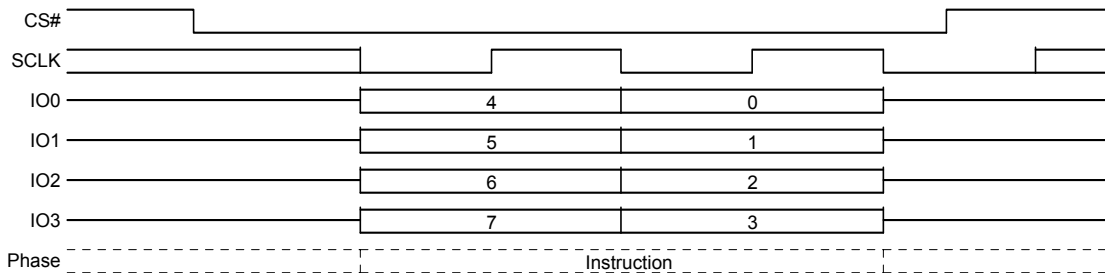 CS#
SCLK
IO0 4 0
IO1 5 1
IO2 6 2
IO3 7 3
Phase Instruction